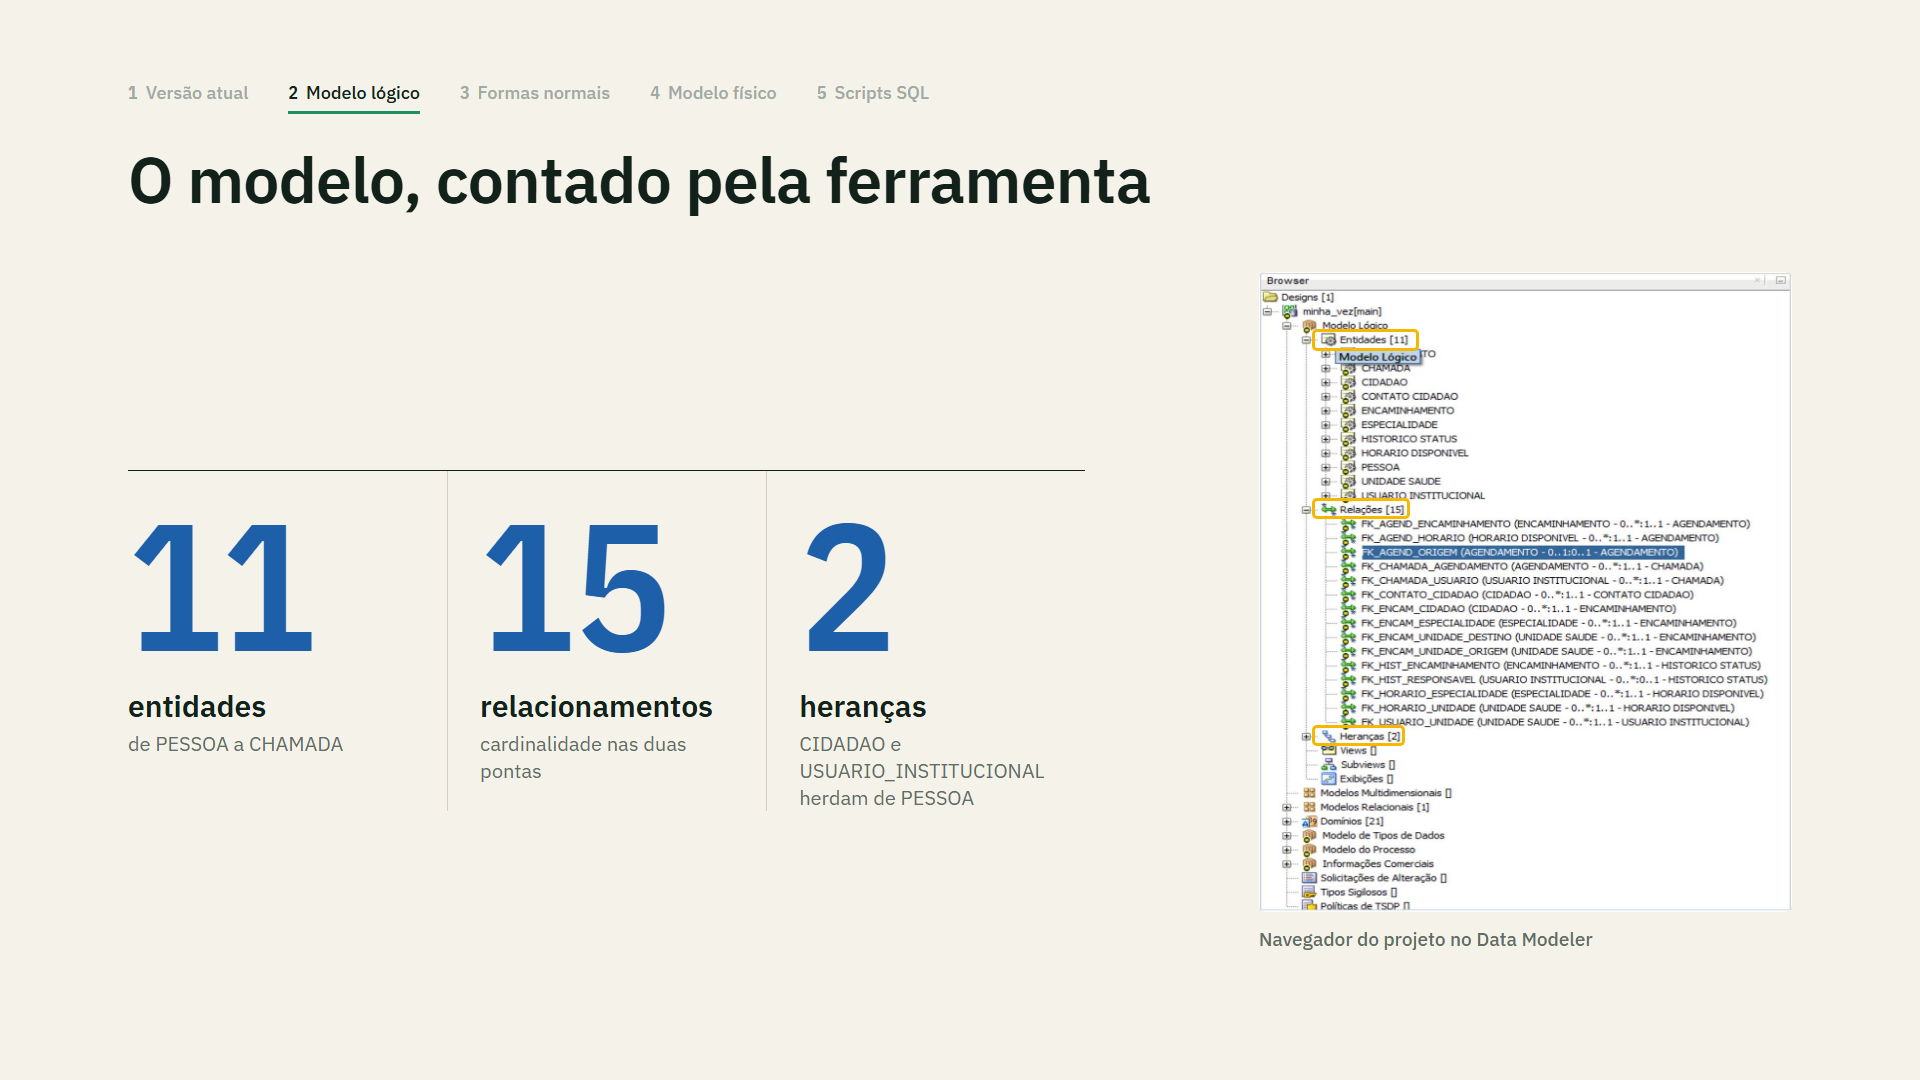 1 Versão atual
2 Modelo lógico
3 Formas normais
4 Modelo físico
5 Scripts SQL
O modelo, contado pela ferramenta
11
entidades
de PESSOA a CHAMADA
15
relacionamentos
cardinalidade nas duas
pontas
2
heranças
CIDADAO e
USUARIO_INSTITUCIONAL
herdam de PESSOA
Browser
Designs [1]
minha_vez[main]
Modelo Lógico
Entidades [11]
Modelo Lógico
CHAMADA
CIDADAO
CONTATO CIDADAO
ENCAMINHAMENTO
ESPECIALIDADE
HISTORICO STATUS
HORARIO DISPONIVEL
PESSOA
UNIDADE SAUDE
USUARIO INSTITUCIONAL
Relações [15]
FK_AGEND_ENCAMINHAMENTO (ENCAMINHAMENTO - 0..*:1..1 - AGENDAMENTO)
FK_AGEND_HORARIO (HORARIO DISPONIVEL - 0..*:1..1 - AGENDAMENTO)
FK_AGEND_ORIGEM (AGENDAMENTO - 0..1:0..1 - AGENDAMENTO)
FK_CHAMADA_AGENDAMENTO (AGENDAMENTO - 0..*:1..1 - CHAMADA)
FK_CHAMADA_USUARIO (USUARIO INSTITUCIONAL - 0..*:1..1 - CHAMADA)
FK_CONTATO_CIDADAO (CIDADAO - 0..*:1..1 - CONTATO CIDADAO)
FK_ENCAM_CIDADAO (CIDADAO - 0..*:1..1 - ENCAMINHAMENTO)
FK_ENCAM_ESPECIALIDADE (ESPECIALIDADE - 0..*:1..1 - ENCAMINHAMENTO)
FK_ENCAM_UNIDADE_DESTINO (UNIDADE SAUDE - 0..*:1..1 - ENCAMINHAMENTO)
FK_ENCAM_UNIDADE_ORIGEM (UNIDADE SAUDE - 0..*:1..1 - ENCAMINHAMENTO)
FK_HIST_ENCAMINHAMENTO (ENCAMINHAMENTO - 0..*:1..1 - HISTORICO STATUS)
FK_HIST_RESPONSAVEL (USUARIO INSTITUCIONAL - 0..*:0..1 - HISTORICO STATUS)
FK_HORARIO_ESPECIALIDADE (ESPECIALIDADE - 0..*:1..1 - HORARIO DISPONIVEL)
FK_HORARIO_UNIDADE (UNIDADE SAUDE - 0..*:1..1 - HORARIO DISPONIVEL)
FK_USUARIO_UNIDADE (UNIDADE SAUDE - 0..*:1..1 - USUARIO INSTITUCIONAL)
Heranças [2]
Views []
Subviews []
Exibições []
Modelos Multidimensionais []
Modelos Relacionais [1]
Domínios [21]
Modelo de Tipos de Dados
Modelo do Processo
Informações Comerciais
Solicitações de Alteração []
Tipos Sigilosos []
Políticas de TSDP []
Navegador do projeto no Data Modeler